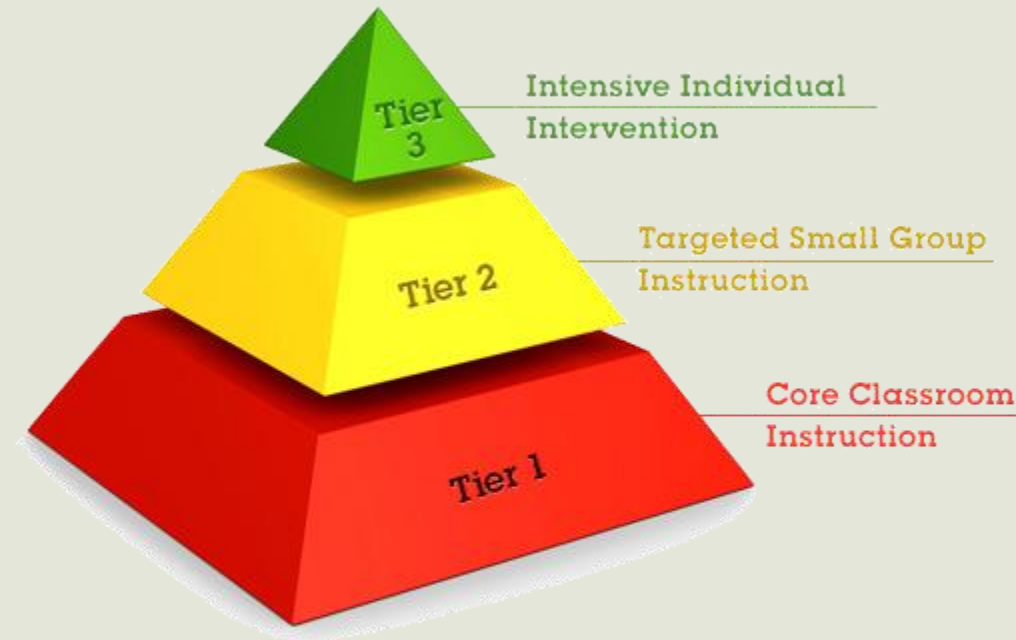 Tier
3
Intensive Individual
Intervention
Tier 2
Targeted Small Group
Instruction
Tier 1
Core Classroom
Instruction